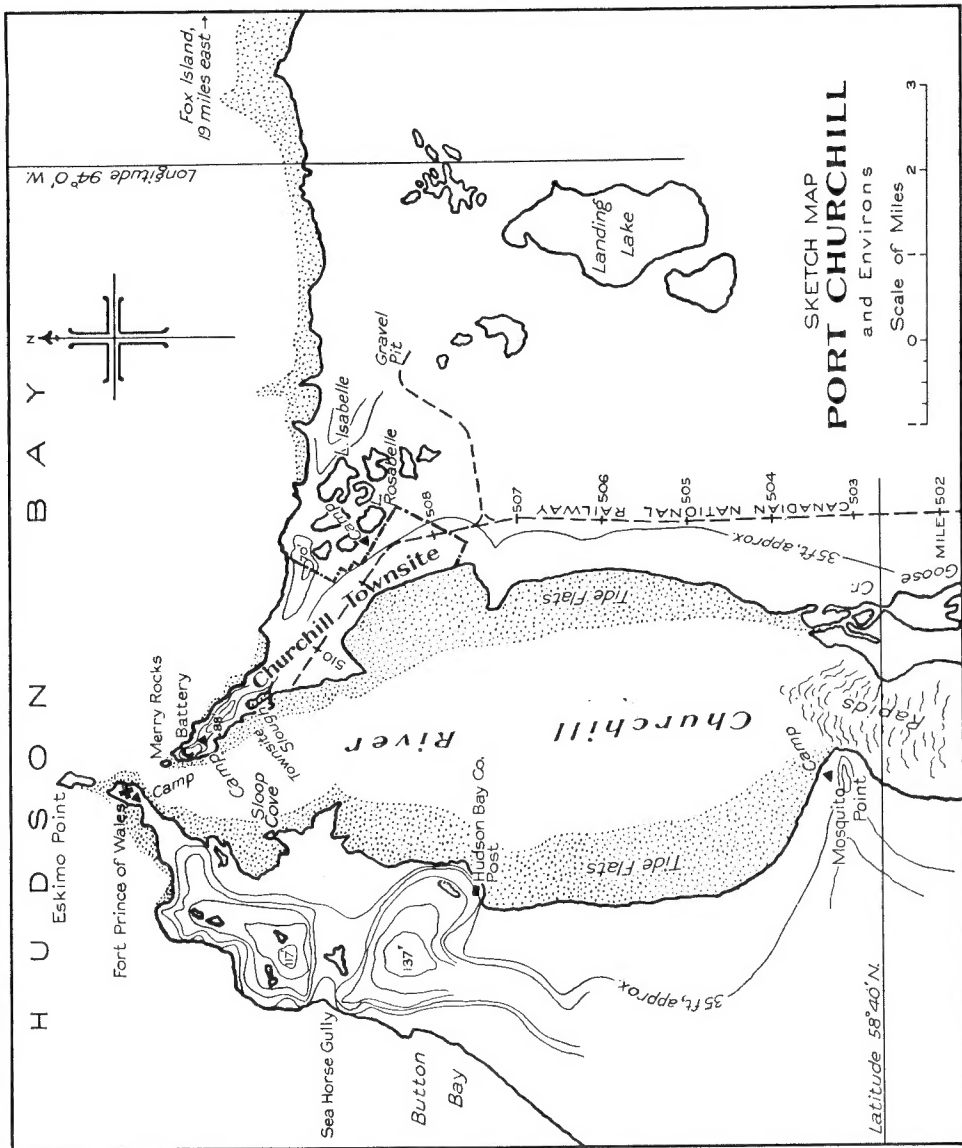 HUDSON BAY
Eskimo Point
Fort Prince of Wales
Merry Rocks
Battery
Camp
88'
Camp
Townsite
Slough
Sloop
Cove
117'
Sea Horse Gully
137'
Button
Bay
Hudson Bay Co.
Post
River
Churchill
Tide Flats
Tide Flats
35 ft, approx
Camp
Mosquito
Point
Rapids
Latitude 58°40' N.
Fox Island,
19 miles east→
Longitude 94°0' W.
N
70'
Churchill Townsite
510
Camp
L.
Rosabelle
L. Isabelle
Gravel
Pit
508
507
506
505
504
503
MILE 502
CANADIAN NATIONAL RAILWAY
35 ft, approx
Goose
Cr.
Landing
Lake
SKETCH MAP
PORT CHURCHILL
and Environs
Scale of Miles
1 0 1 2 3